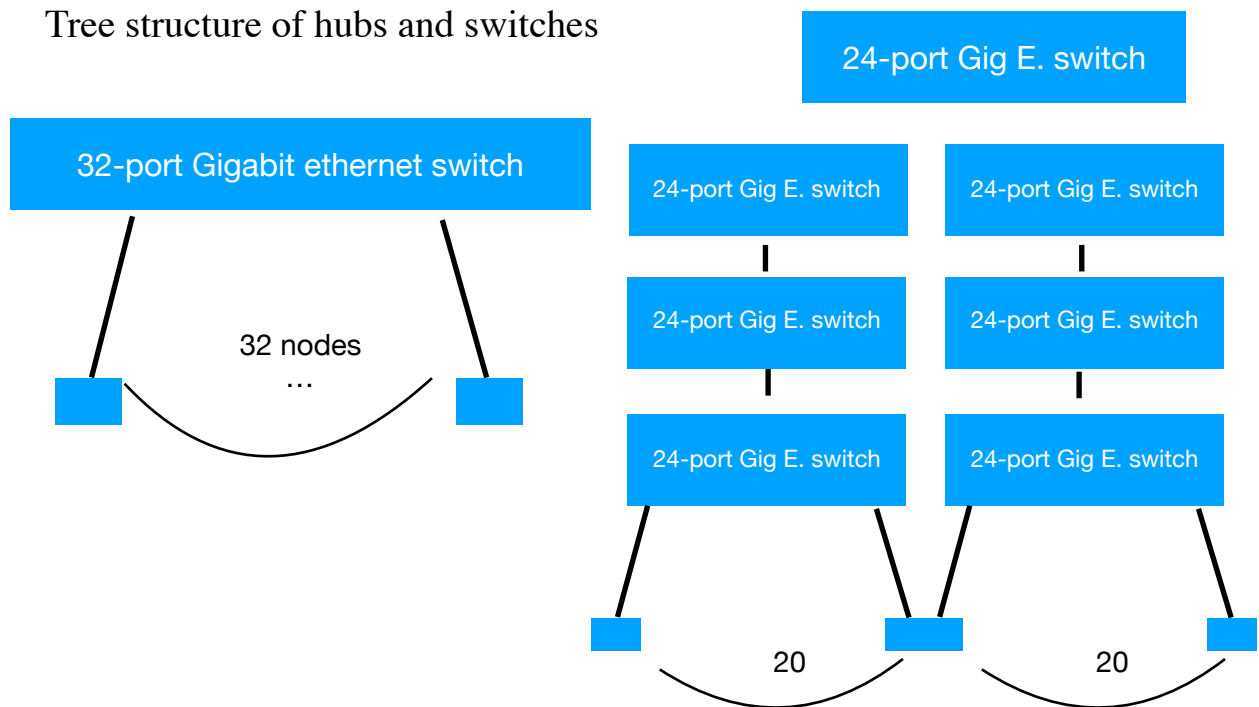 Tree structure of hubs and switches
24-port Gig E. switch
32-port Gigabit ethernet switch
32 nodes
...
24-port Gig E. switch
24-port Gig E. switch
24-port Gig E. switch
24-port Gig E. switch
24-port Gig E. switch
24-port Gig E. switch
20
20